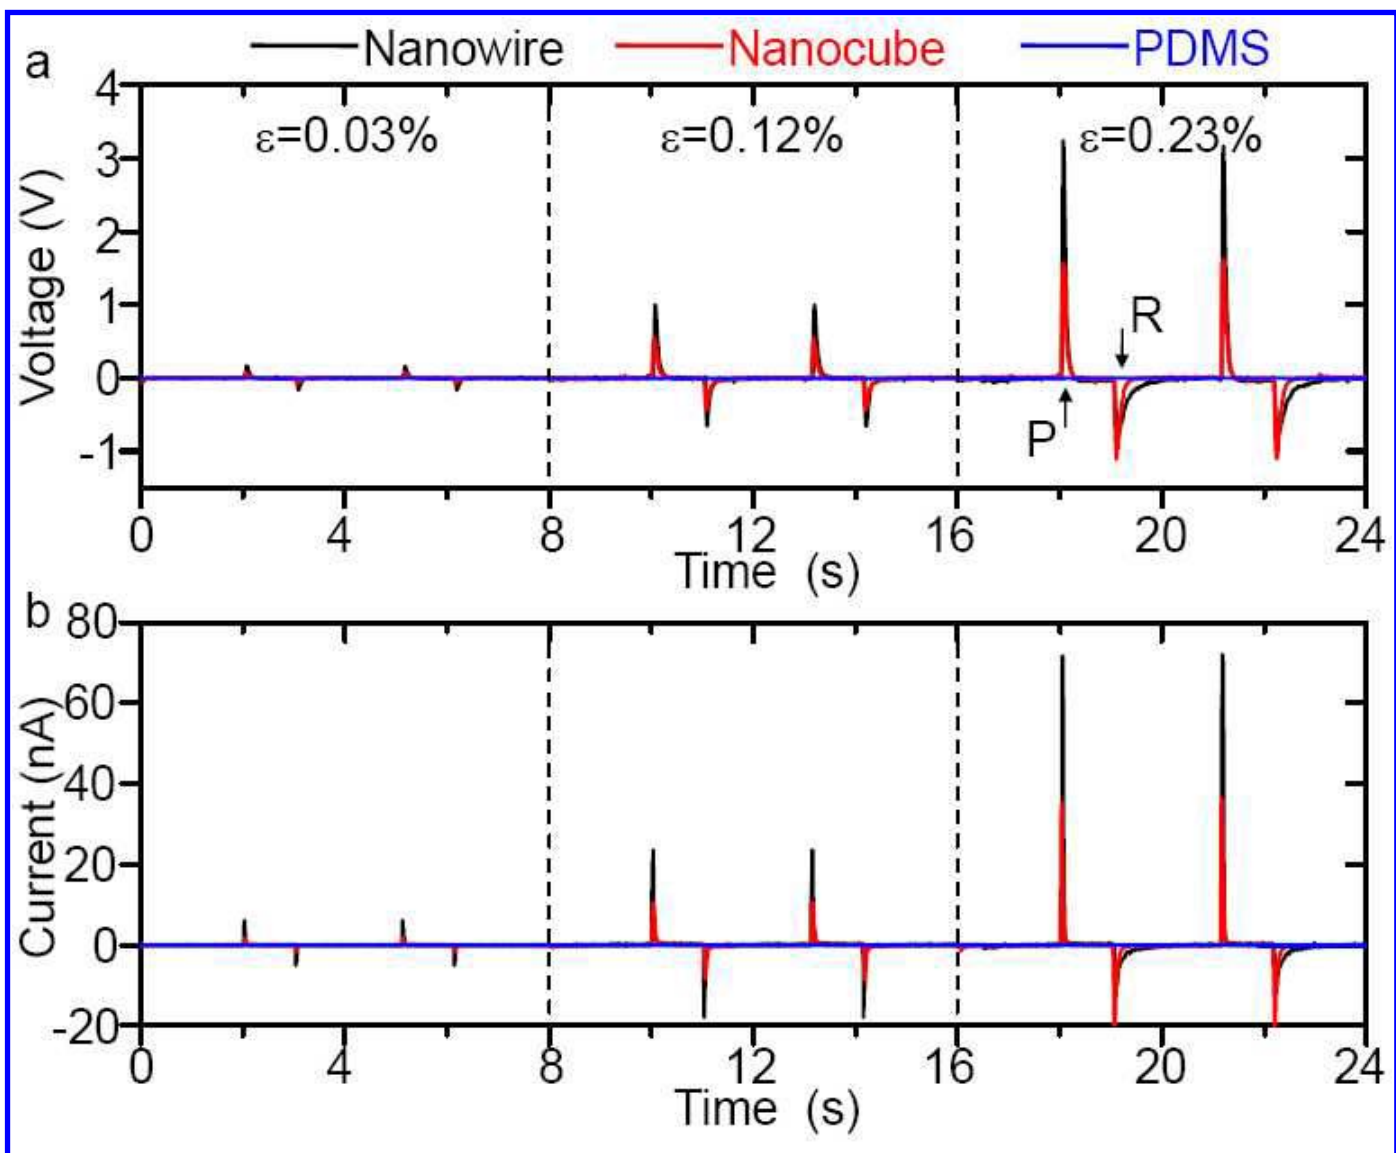 Nanowire Nanocube PDMS
a
4
ε=0.03% ε=0.12% ε=0.23%
3
2
1
0
-1
Voltage (V)
R
P
0 4 8 12 16 20 24
Time (s)
b
80
60
40
20
0
-20
Current (nA)
0 4 8 12 16 20 24
Time (s)